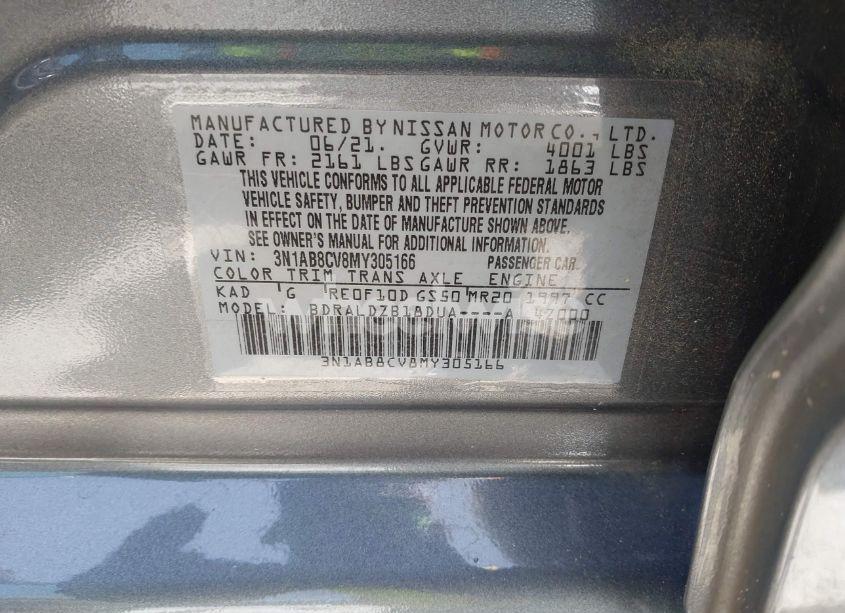 MANUFACTURED BY NISSAN MOTOR CO., LTD.
DATE: 06/21. GVWR: 4001 LBS
GAWR FR: 2161 LBS GAWR RR: 1863 LBS
THIS VEHICLE CONFORMS TO ALL APPLICABLE FEDERAL MOTOR
VEHICLE SAFETY, BUMPER AND THEFT PREVENTION STANDARDS
IN EFFECT ON THE DATE OF MANUFACTURE SHOWN ABOVE.
SEE OWNER'S MANUAL FOR ADDITIONAL INFORMATION.
VIN: 3N1AB8CV8MY305166 PASSENGER CAR
COLOR TRIM TRANS AXLE ENGINE
KAD G RE0F10D GS50 MR20 1997 CC
MODEL: BDRALDZB18DUA----A 4Z000
3N1AB8CV8MY305166